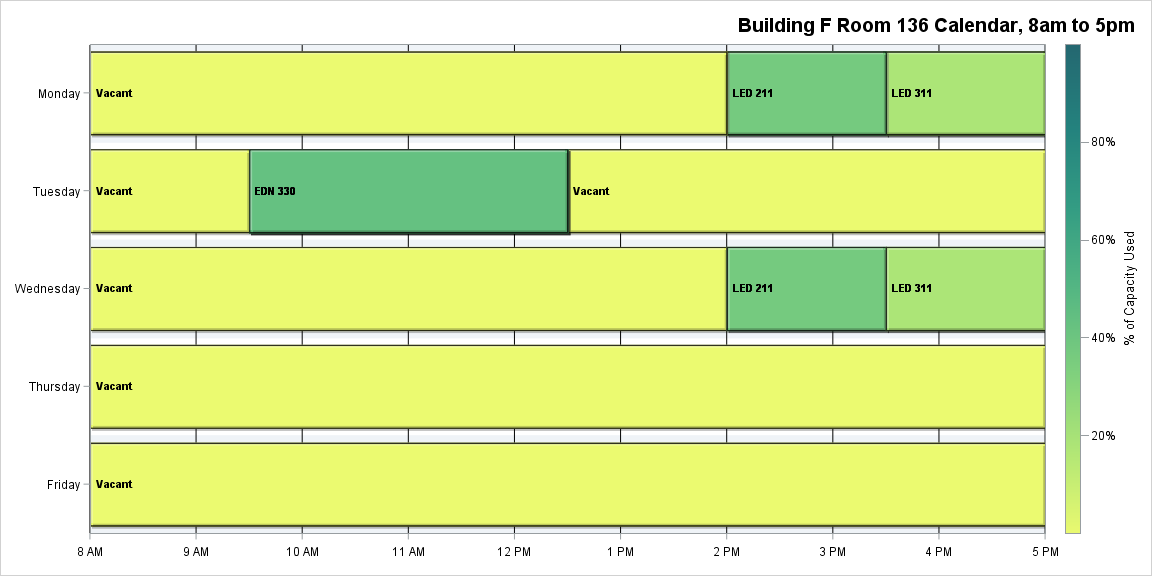 Building F Room 136 Calendar, 8am to 5pm
Monday
Vacant
LED 211
LED 311
Tuesday
Vacant
EDN 330
Vacant
Wednesday
Vacant
LED 211
LED 311
Thursday
Vacant
Friday
Vacant
8 AM 9 AM 10 AM 11 AM 12 PM 1 PM 2 PM 3 PM 4 PM 5 PM
80%
60%
40%
20%
% of Capacity Used